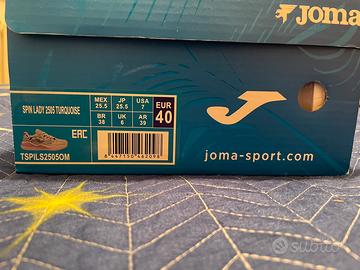 JOMA
SPIN LADY 2505 TURQUOISE
MEX 25.5
JP 25.5
USA 7
EUR 40
BR 38
UK 6
AR 39
EAC
TSPILS2505OM
joma-sport.com
subito